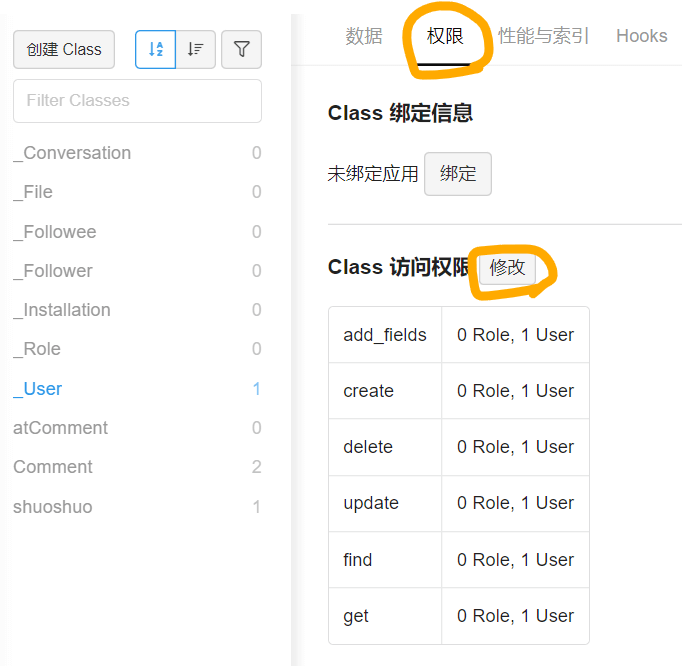 创建 Class
Filter Classes
_Conversation 0
_File 0
_Followee 0
_Follower 0
_Installation 0
_Role 0
_User 1
atComment 0
Comment 2
shuoshuo 1
数据 权限 性能与索引 Hooks
Class 绑定信息
未绑定应用 绑定
Class 访问权限 修改
add_fields 0 Role, 1 User
create 0 Role, 1 User
delete 0 Role, 1 User
update 0 Role, 1 User
find 0 Role, 1 User
get 0 Role, 1 User